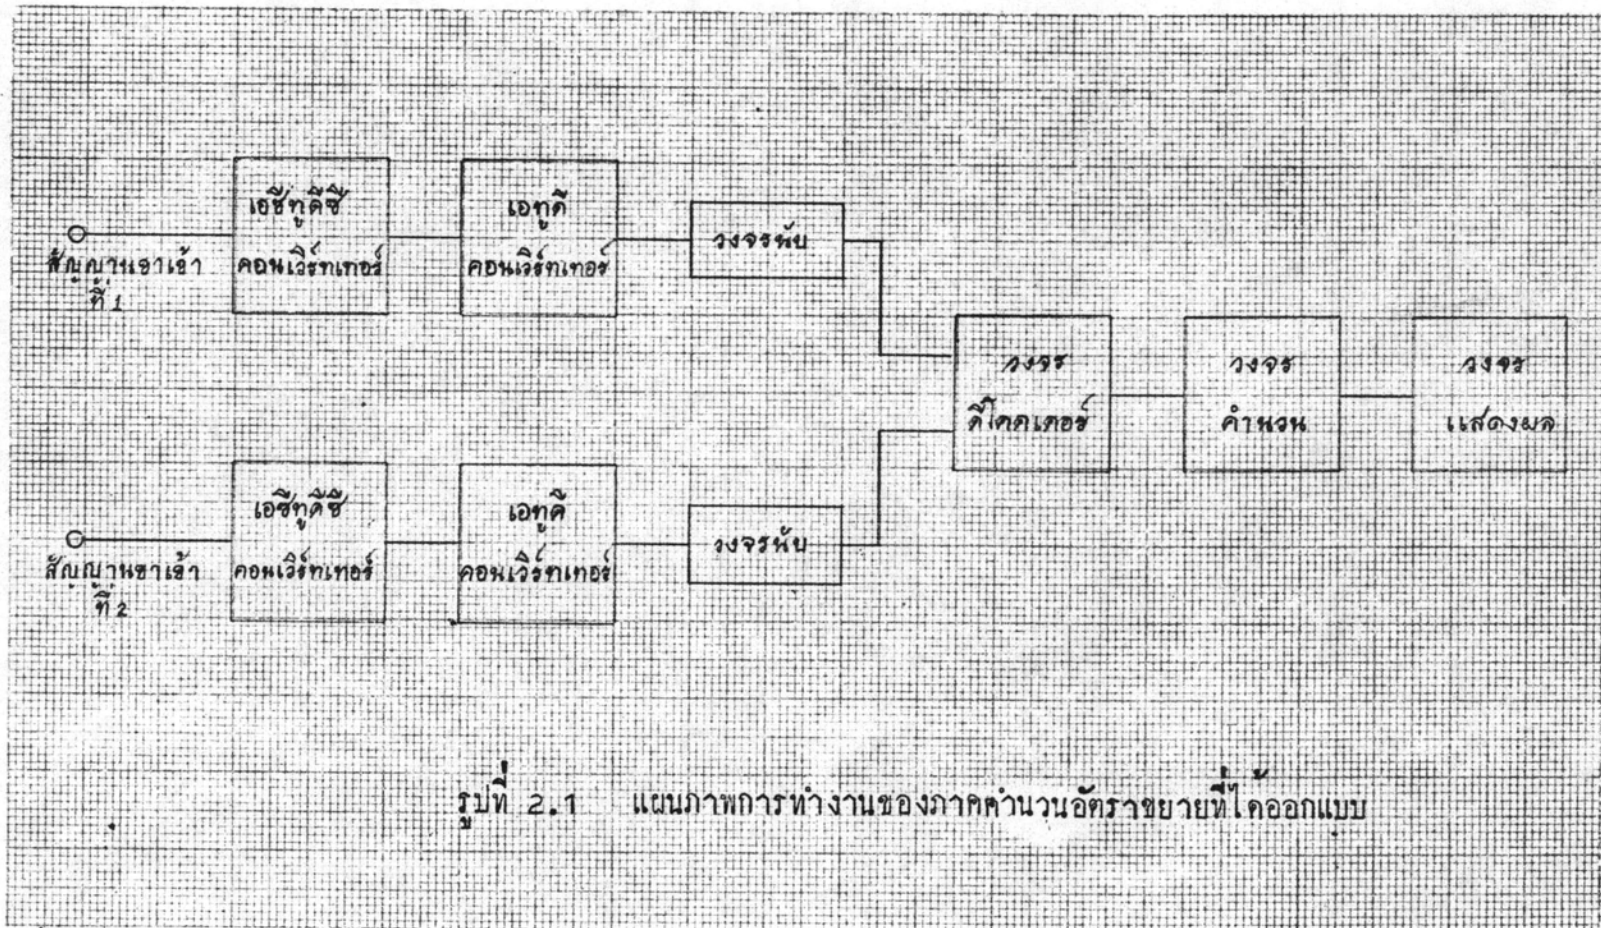 เอซีทูดีซี
คอนเวิร์ทเทอร์
เอทูดี
คอนเวิร์ทเทอร์
วงจรนับ
สัญญานขาเข้า
ที่ 1
วงจร
ดีโคดเตอร์
วงจร
คำนวน
วงจร
แสดงผล
เอซีทูดีซี
คอนเวิร์ทเทอร์
เอทูดี
คอนเวิร์ทเทอร์
วงจรนับ
สัญญานขาเข้า
ที่ 2
รูปที่ 2.1 แผนภาพการทำงานของภาคคำนวนอัตราขยายที่ได้ออกแบบ